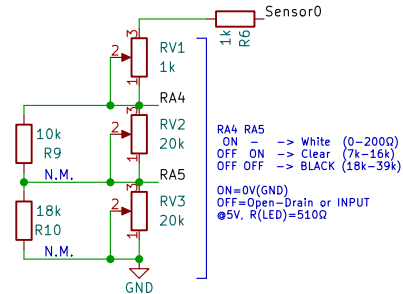 Sensor0
1k
R6
3
2
RV1
1k
1
RA4
3
10k
2
RV2
R9
20k
1
N.M.
RA5
3
18k
2
RV3
R10
20k
1
N.M.
GND
RA4 RA5
ON - -> White (0-200Ω)
OFF ON -> Clear (7k-16k)
OFF OFF -> BLACK (18k-39k)
ON=0V(GND)
OFF=Open-Drain or INPUT
@5V, R(LED)=510Ω